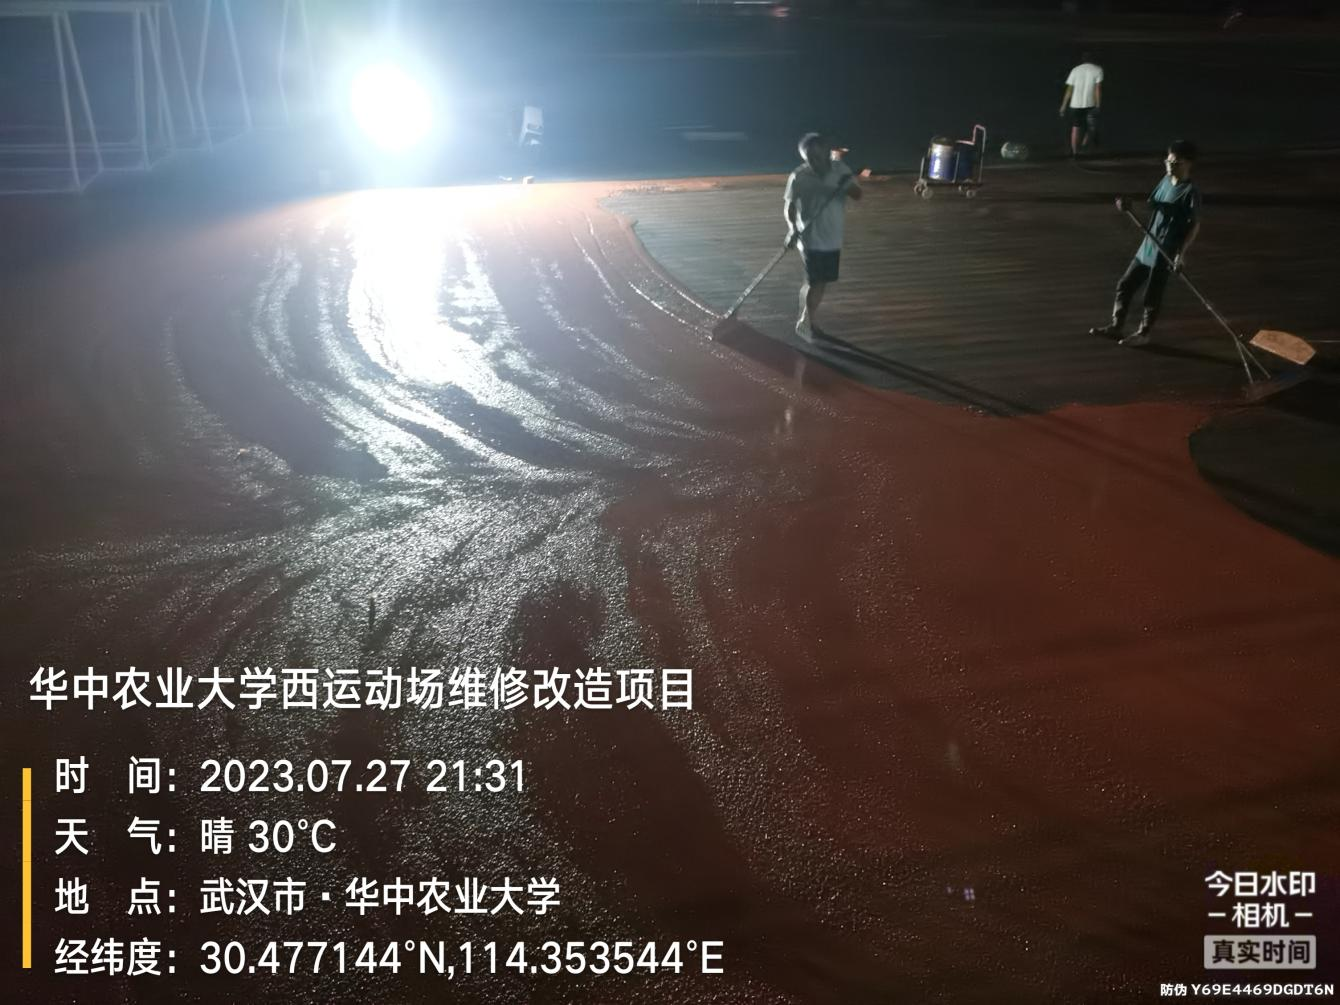 华中农业大学西运动场维修改造项目
时 间：2023.07.27 21:31
天 气：晴 30°C
地 点：武汉市·华中农业大学
经纬度：30.477144°N,114.353544°E
今日水印
-相机-
真实时间
防伪 Y69E4469DGDT6N